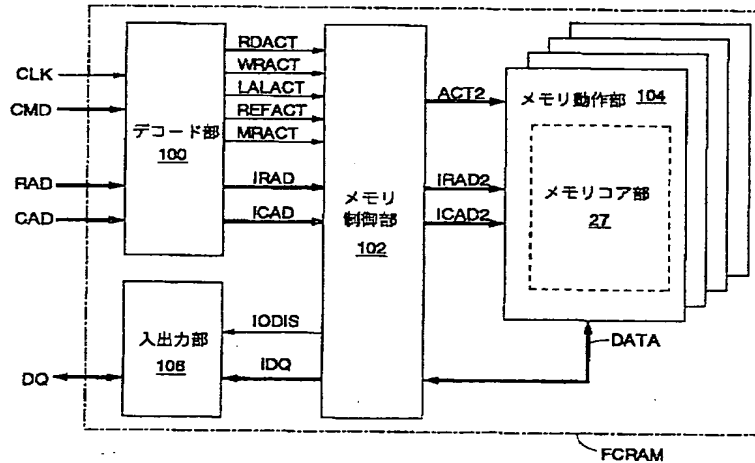 CLK
CMD
RAD
CAD
DQ
デコード部
100
RDACT
WRACT
LALACT
REFACT
MRACT
IRAD
ICAD
入出力部
106
IODIS
IDQ
メモリ
制御部
102
ACT2
IRAD2
ICAD2
メモリ動作部 104
メモリコア部
27
DATA
FCRAM